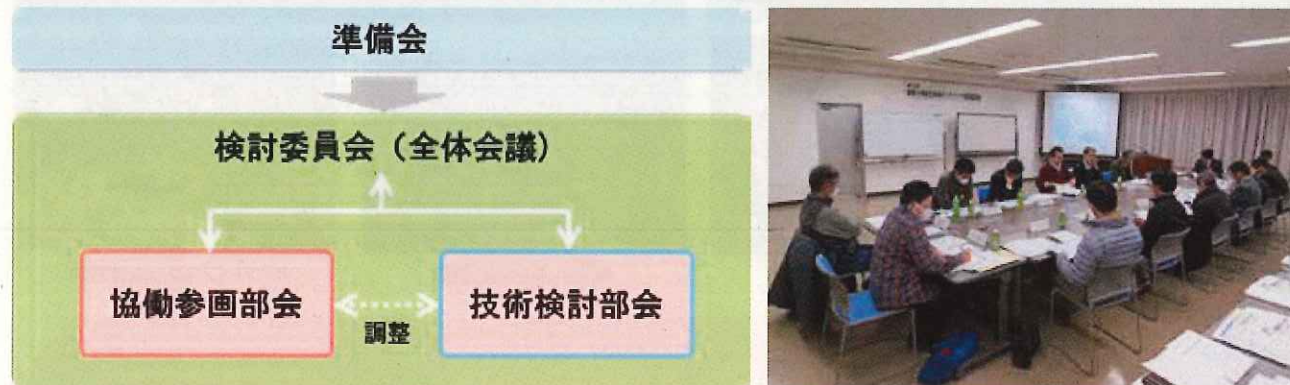 準備会
検討委員会（全体会議）
協働参画部会
調整
技術検討部会